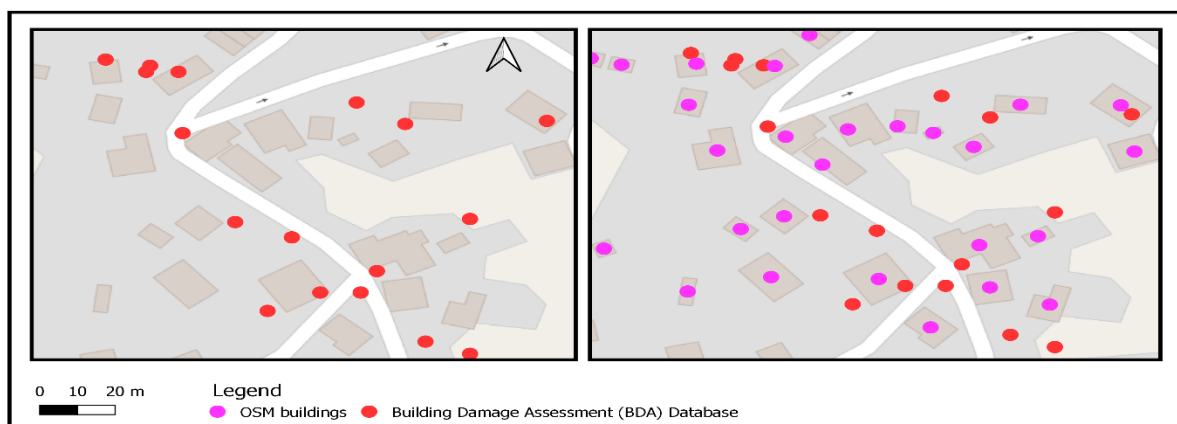 0 10 20 m
Legend
OSM buildings
Building Damage Assessment (BDA) Database